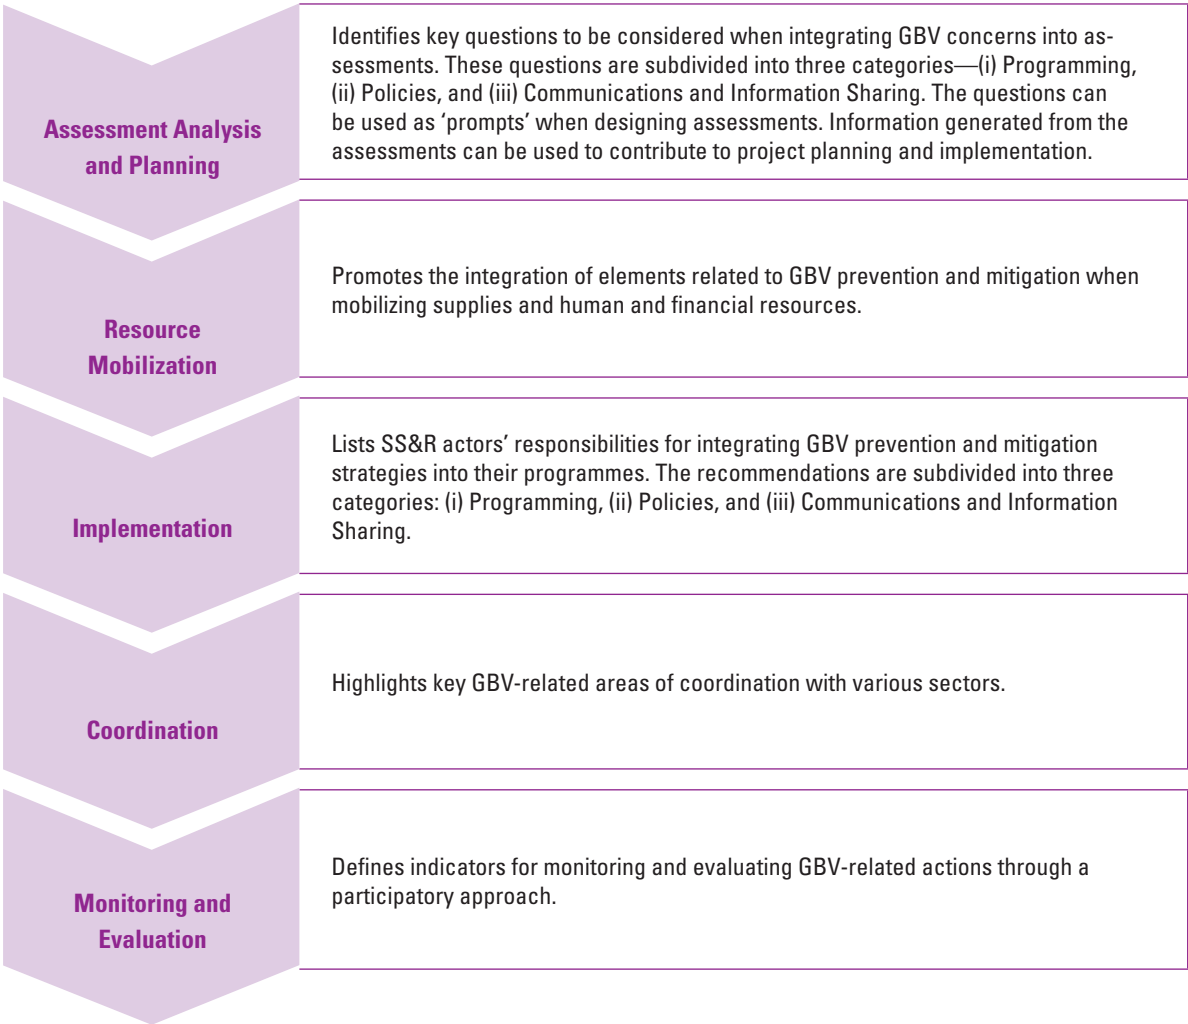 Assessment Analysis
and Planning
Identifies key questions to be considered when integrating GBV concerns into as-
sessments. These questions are subdivided into three categories—(i) Programming,
(ii) Policies, and (iii) Communications and Information Sharing. The questions can
be used as ‘prompts’ when designing assessments. Information generated from the
assessments can be used to contribute to project planning and implementation.
Resource
Mobilization
Promotes the integration of elements related to GBV prevention and mitigation when
mobilizing supplies and human and financial resources.
Implementation
Lists SS&R actors’ responsibilities for integrating GBV prevention and mitigation
strategies into their programmes. The recommendations are subdivided into three
categories: (i) Programming, (ii) Policies, and (iii) Communications and Information
Sharing.
Coordination
Highlights key GBV-related areas of coordination with various sectors.
Monitoring and
Evaluation
Defines indicators for monitoring and evaluating GBV-related actions through a
participatory approach.